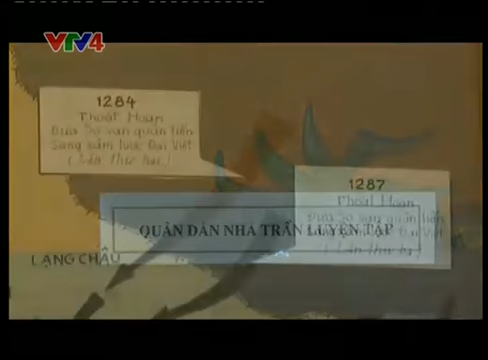 VTV4
1284
Thoát Hoan
Đưa 50 vạn quân tiến
Sang xâm lược Đại Việt
(Lần thứ hai)
1287
Thoát Hoan
QUÂN DÂN NHÀ TRẦN LUYỆN TẬP
LẠNG CHÂU